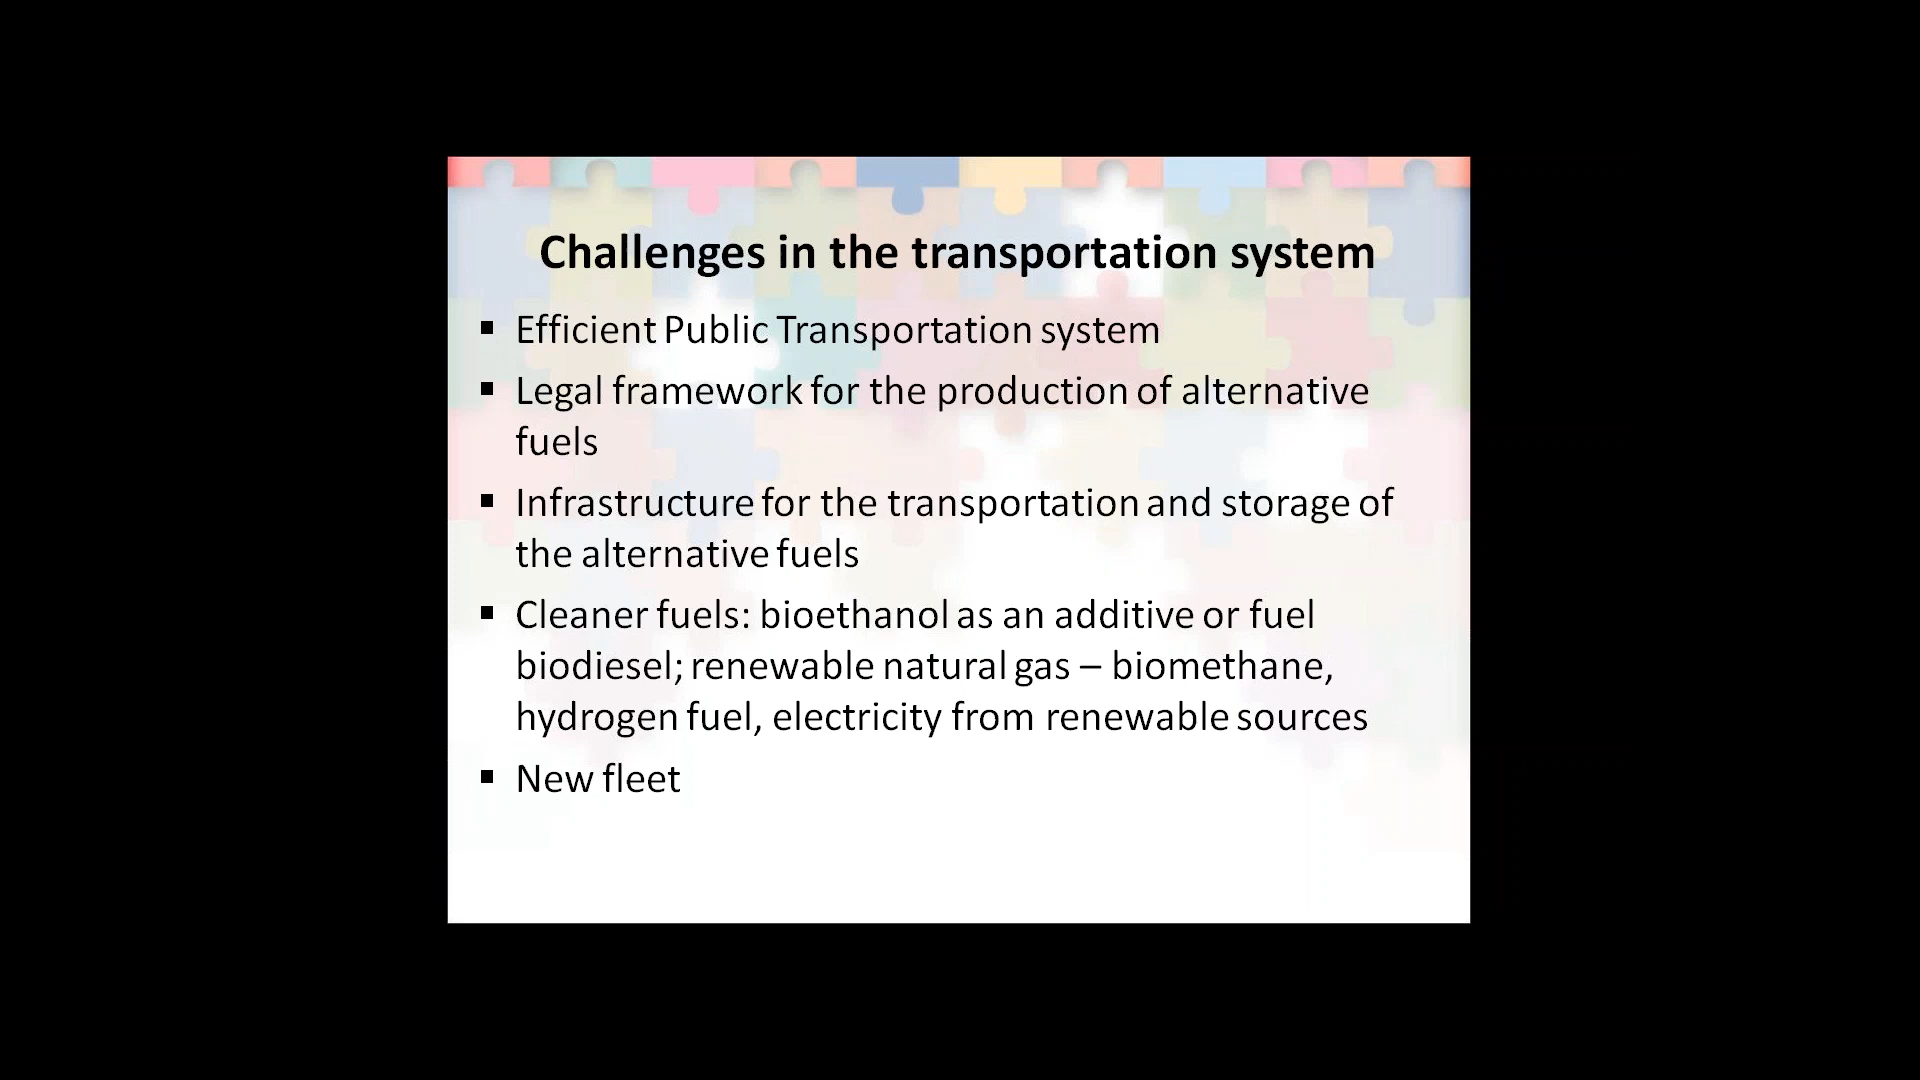 Challenges in the transportation system
▪ Efficient Public Transportation system
▪ Legal framework for the production of alternative
fuels
▪ Infrastructure for the transportation and storage of
the alternative fuels
▪ Cleaner fuels: bioethanol as an additive or fuel
biodiesel; renewable natural gas – biomethane,
hydrogen fuel, electricity from renewable sources
▪ New fleet